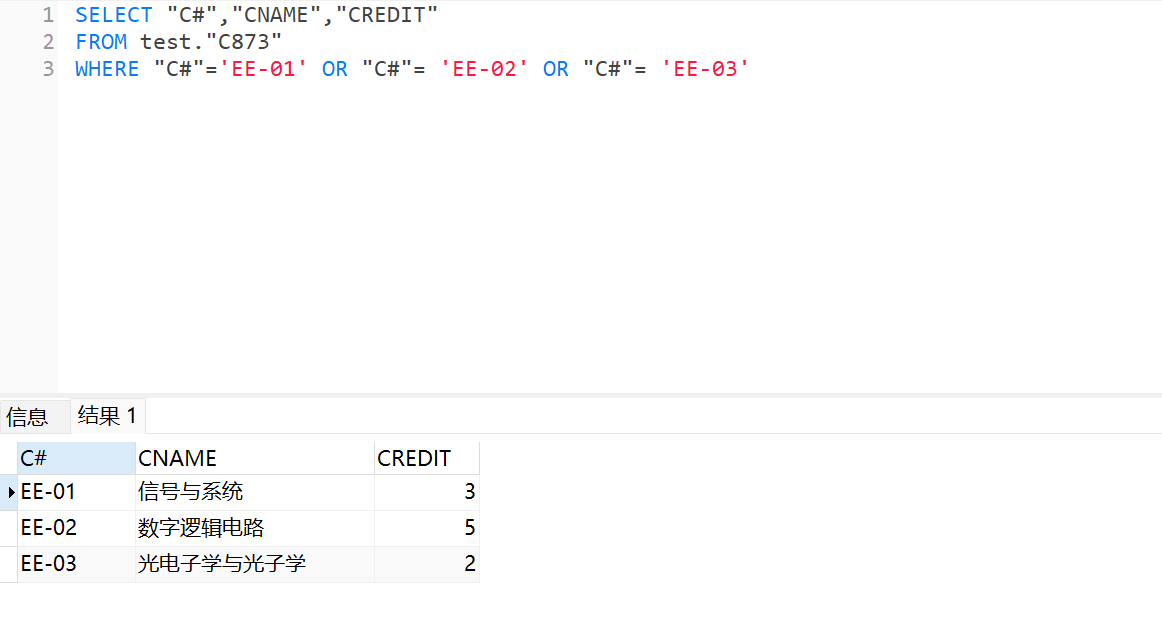 1 SELECT "C#","CNAME","CREDIT"
2 FROM test."C873"
3 WHERE "C#"='EE-01' OR "C#"= 'EE-02' OR "C#"= 'EE-03'
信息 结果 1
C# CNAME CREDIT
EE-01 信号与系统 3
EE-02 数字逻辑电路 5
EE-03 光电子学与光子学 2